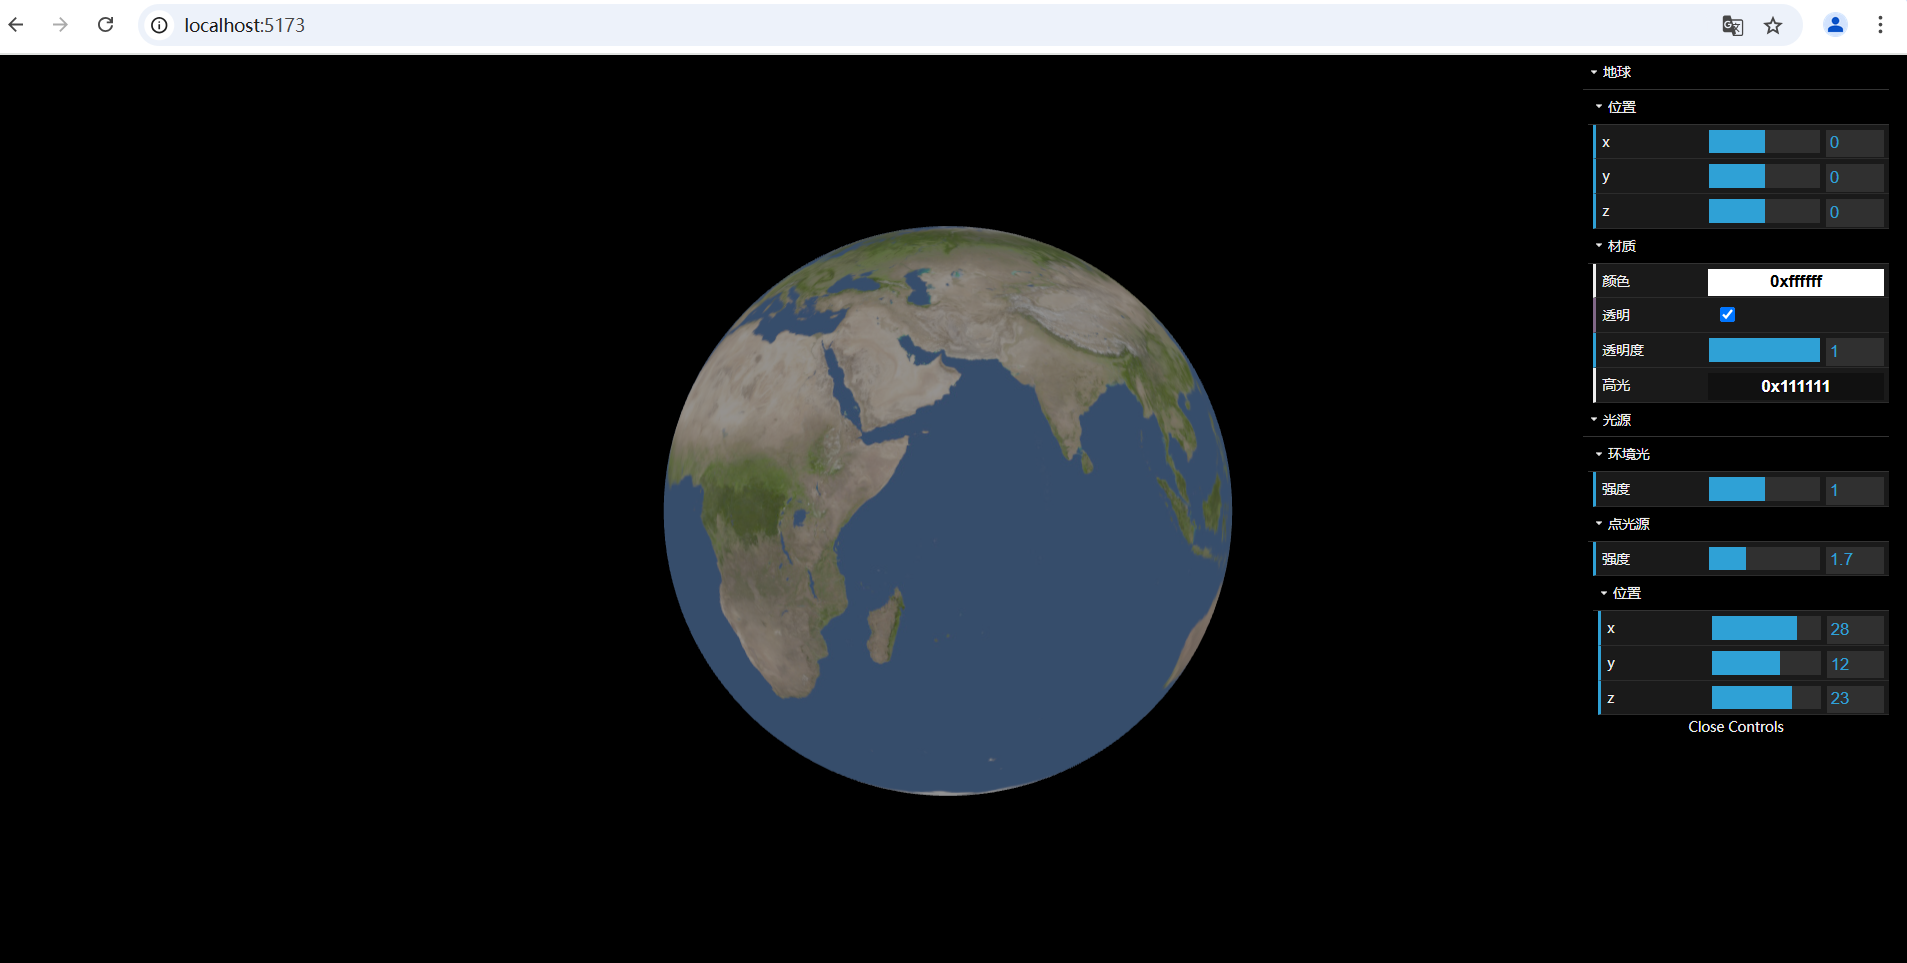 localhost:5173
地球
位置
x 0
y 0
z 0
材质
颜色 0xffffff
透明
透明度 1
高光 0x111111
光源
环境光
强度 1
点光源
强度 1.7
位置
x 28
y 12
z 23
Close Controls